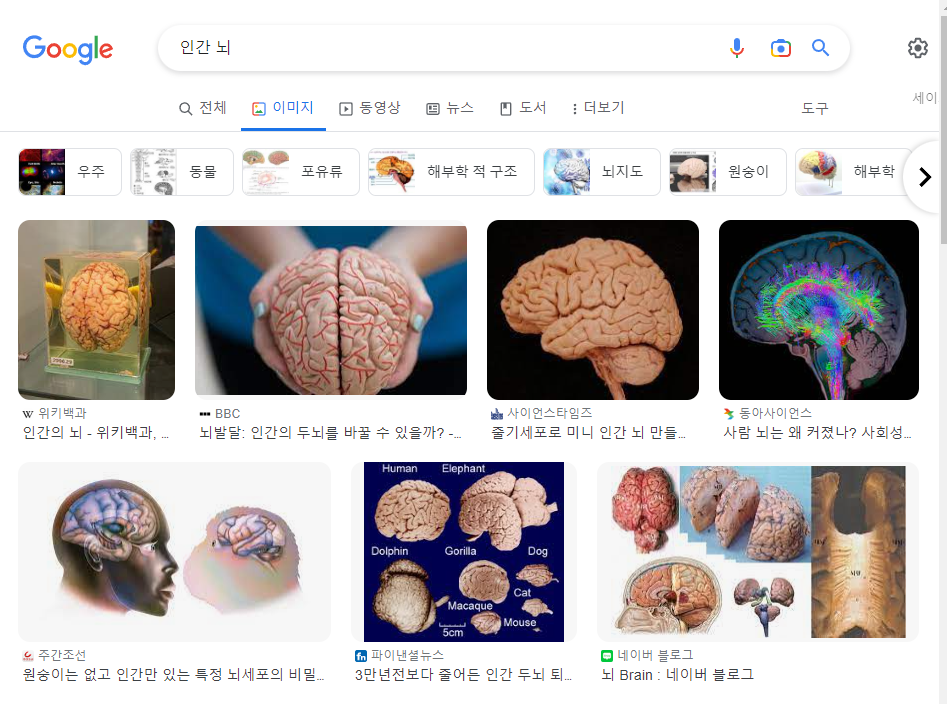 Google
인간 뇌
세이
전체 이미지 동영상 뉴스 도서 더보기 도구
우주 동물 포유류 해부학 적 구조 뇌지도 원숭이 해부학
W 위키백과
인간의 뇌 - 위키백과, ...
BBC
뇌발달: 인간의 두뇌를 바꿀 수 있을까? -...
사이언스타임즈
줄기세포로 미니 인간 뇌 만들...
동아사이언스
사람 뇌는 왜 커졌나? 사회성...
Human Elephant
Dolphin Gorilla Dog
Cat
Macaque
Mouse
5cm
주간조선
원숭이는 없고 인간만 있는 특정 뇌세포의 비밀...
fn 파이낸셜뉴스
3만년전보다 줄어든 인간 두뇌 퇴...
네이버 블로그
뇌 Brain : 네이버 블로그